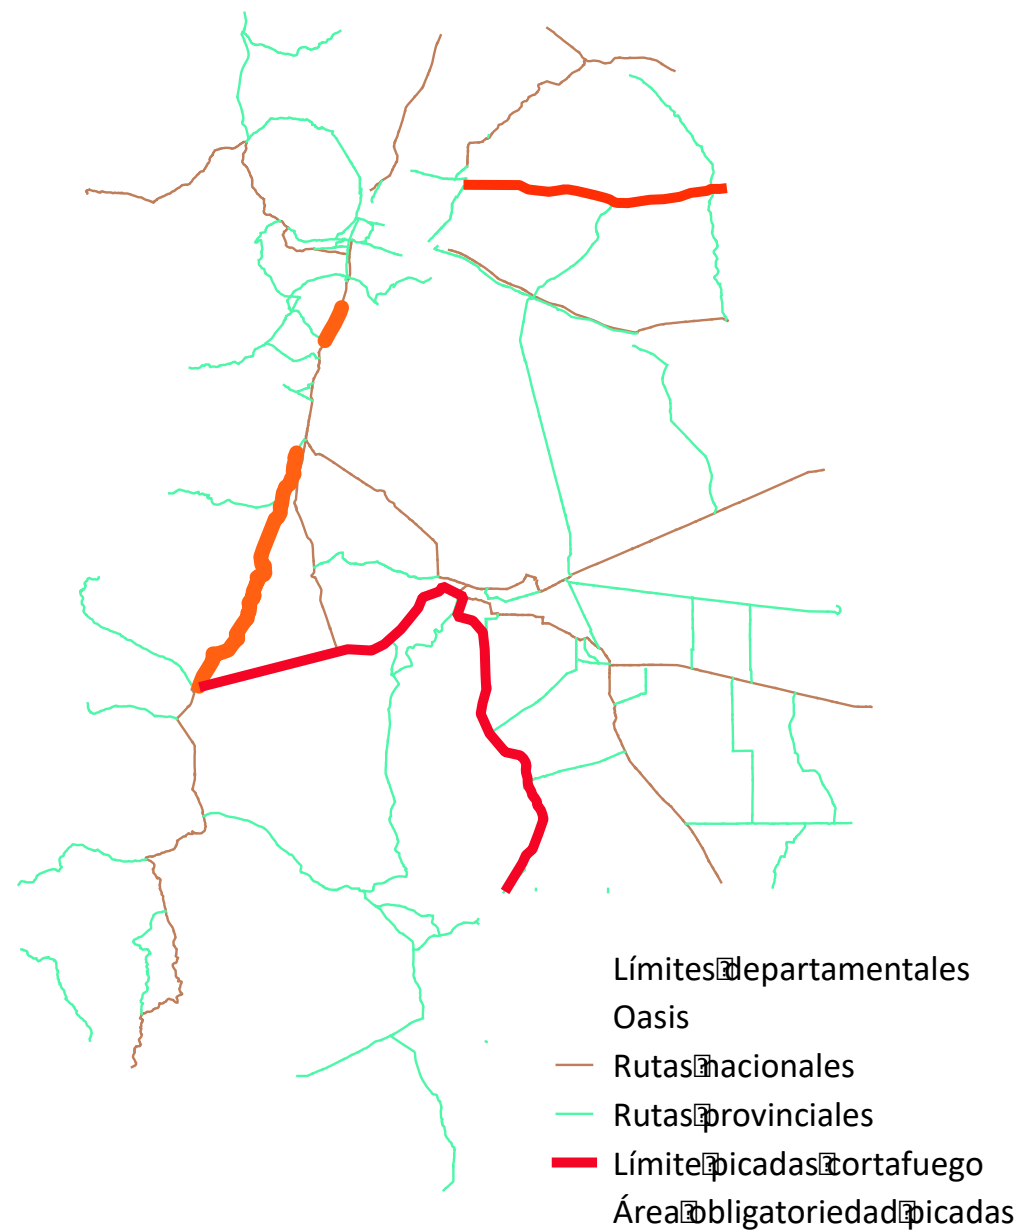 Límites departamentales
Oasis
Rutas nacionales
Rutas provinciales
Límite picadas cortafuego
Área obligatoriedad picadas